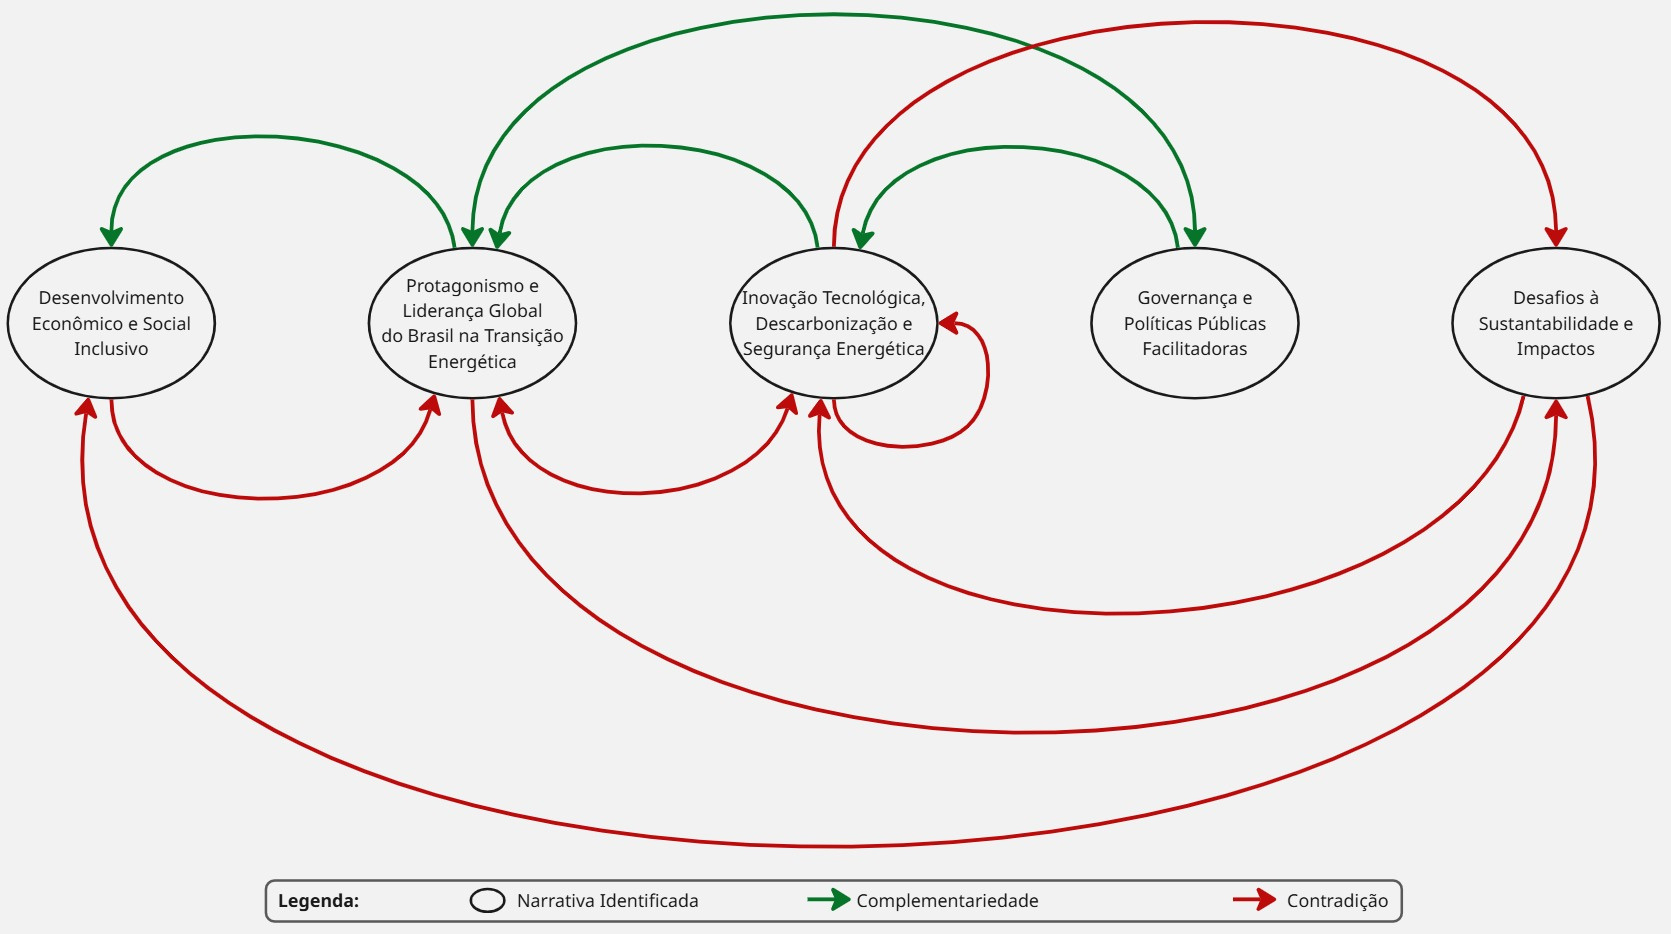 Desenvolvimento
Econômico e Social
Inclusivo
Protagonismo e
Liderança Global
do Brasil na Transição
Energética
Inovação Tecnológica,
Descarbonização e
Segurança Energética
Governança e
Políticas Públicas
Facilitadoras
Desafios à
Sustantabilidade e
Impactos
Legenda:
Narrativa Identificada
Complementariedade
Contradição